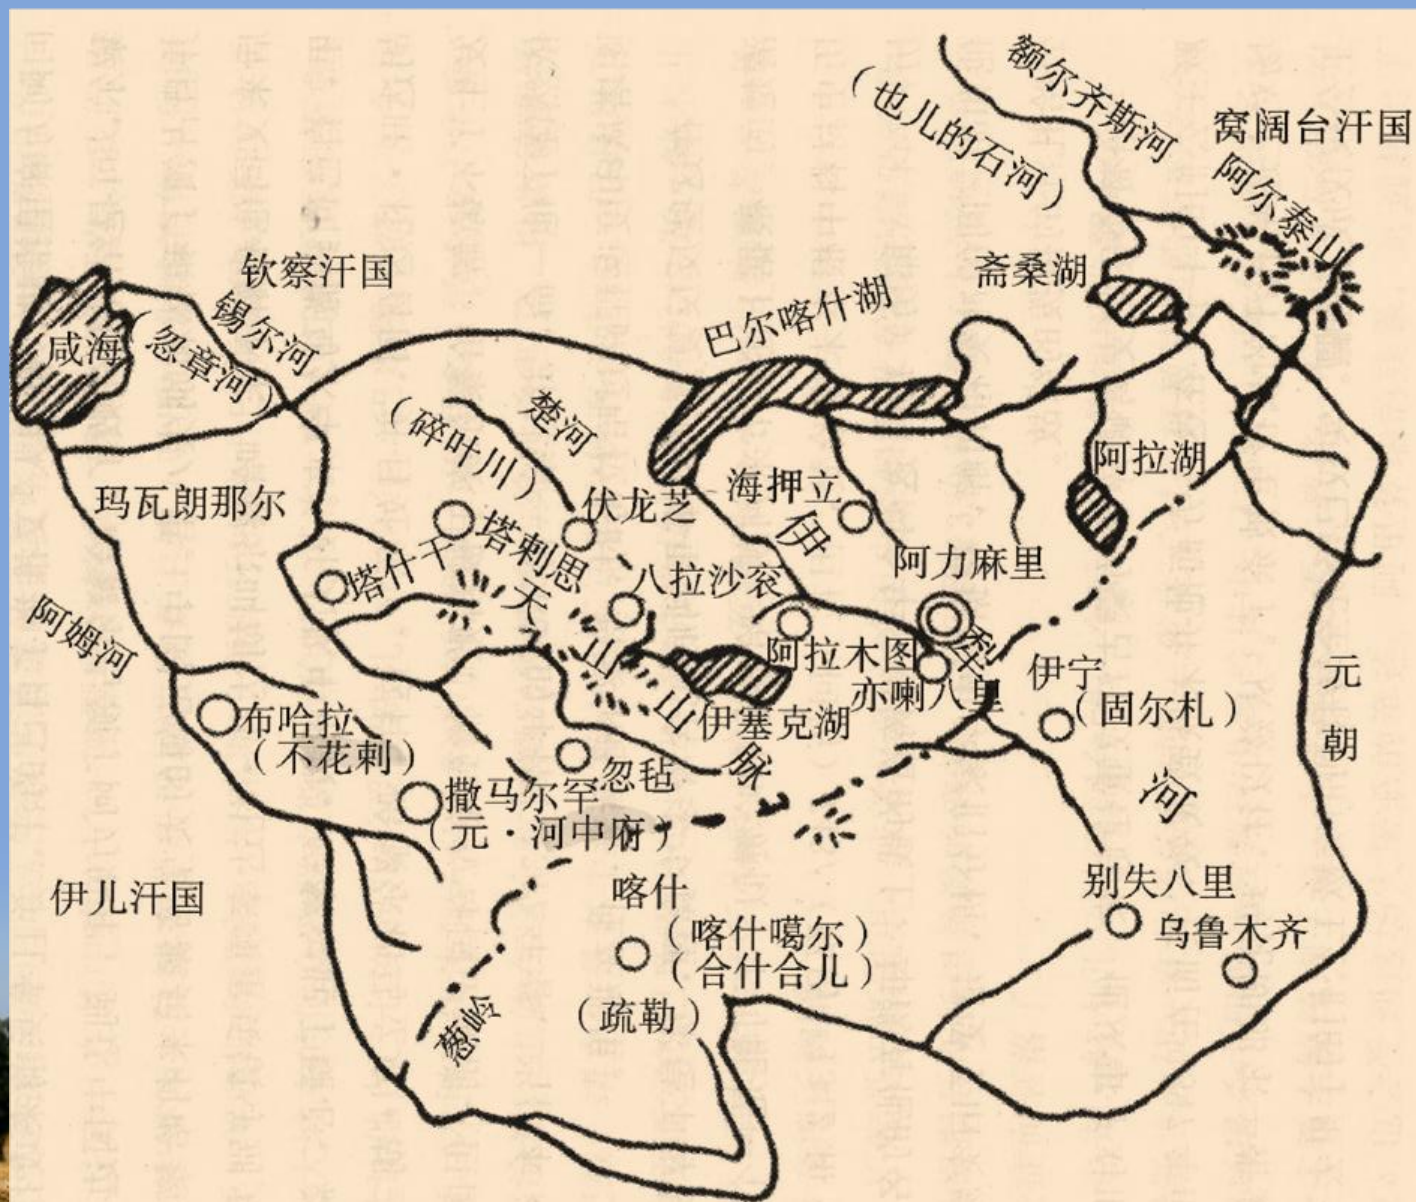 额尔齐斯河
（也儿的石河）
窝阔台汗国
阿尔泰山
钦察汗国
斋桑湖
锡尔河
（忽章河）
咸海
巴尔喀什湖
楚河
（碎叶川）
阿拉湖
玛瓦朗那尔
海押立
伏龙芝
伊
犁
河
塔什干
塔剌思
八拉沙衮
阿力麻里
天
山
山
脉
阿姆河
阿拉木图
亦喇八里
伊宁
（固尔札）
元
朝
布哈拉
（不花剌）
伊塞克湖
忽毡
撒马尔罕
（元·河中府）
伊儿汗国
喀什
（喀什噶尔）
（合什合儿）
（疏勒）
别失八里
乌鲁木齐
葱岭